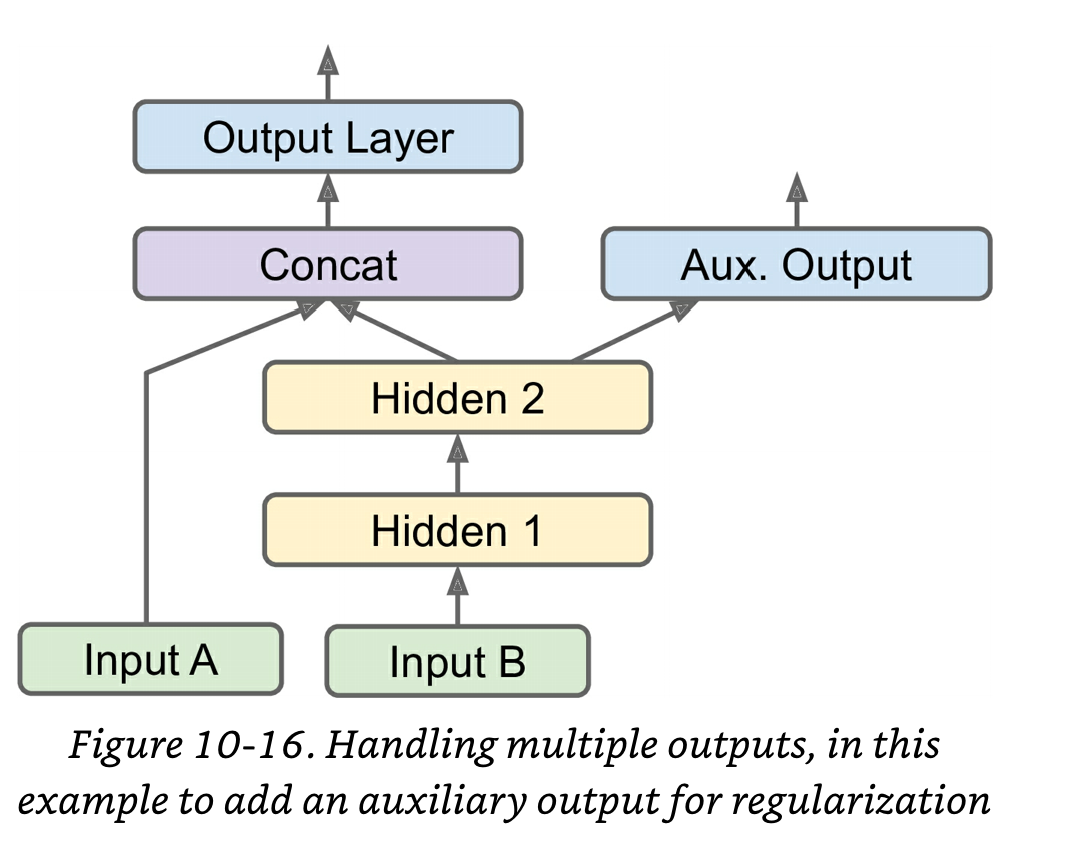 Output Layer
Concat
Aux. Output
Hidden 2
Hidden 1
Input A
Input B
Figure 10-16. Handling multiple outputs, in this
example to add an auxiliary output for regularization